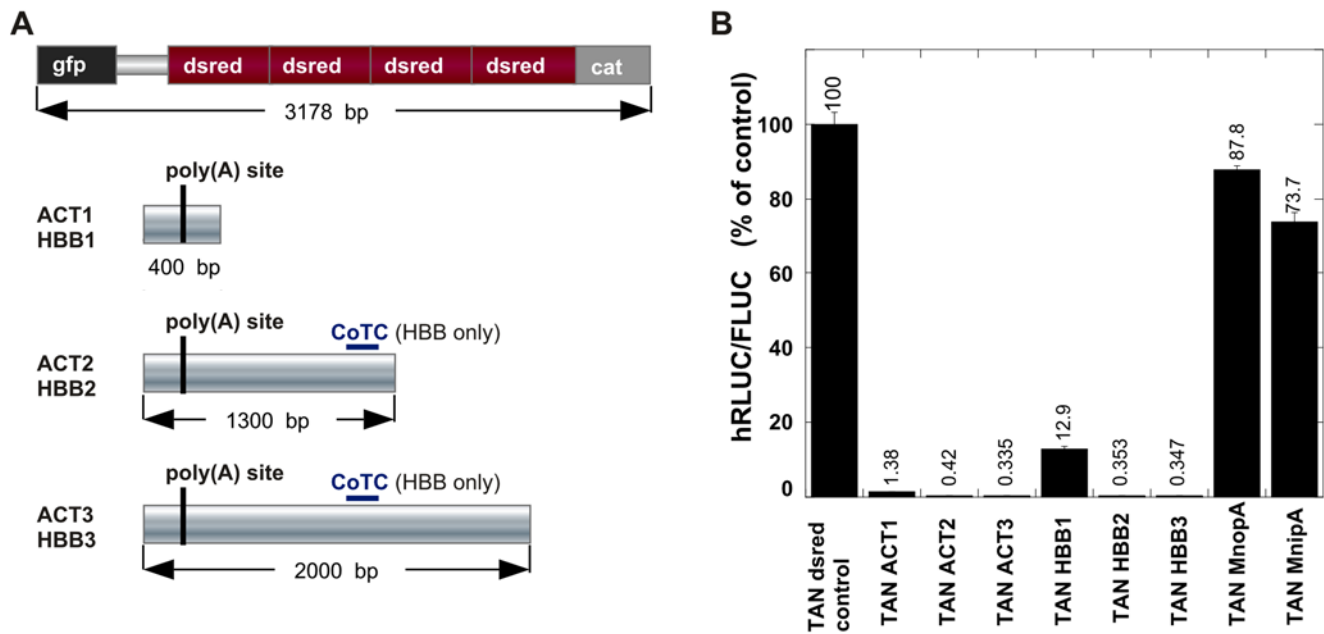 A
gfp dsred dsred dsred dsred cat
3178 bp
poly(A) site
ACT1
HBB1
400 bp
poly(A) site
CoTC (HBB only)
ACT2
HBB2
1300 bp
poly(A) site
CoTC (HBB only)
ACT3
HBB3
2000 bp
B
hRLUC/FLUC (% of control)
100
80
60
40
20
0
100
1.38
0.42
0.335
12.9
0.353
0.347
87.8
73.7
TAN dsred
control
TAN ACT1
TAN ACT2
TAN ACT3
TAN HBB1
TAN HBB2
TAN HBB3
TAN MnopA
TAN MnipA